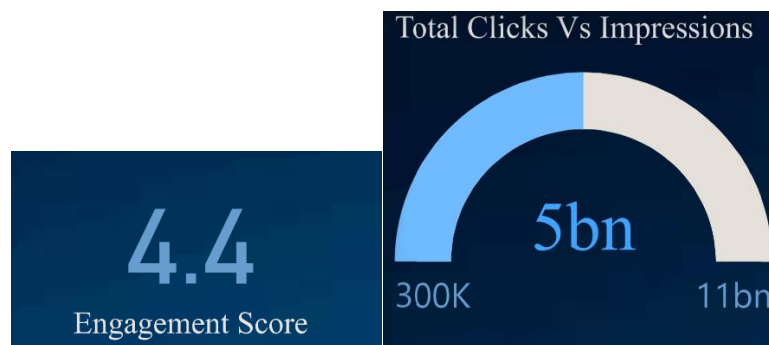 4.4
Engagement Score
Total Clicks Vs Impressions
5bn
300K
11bn